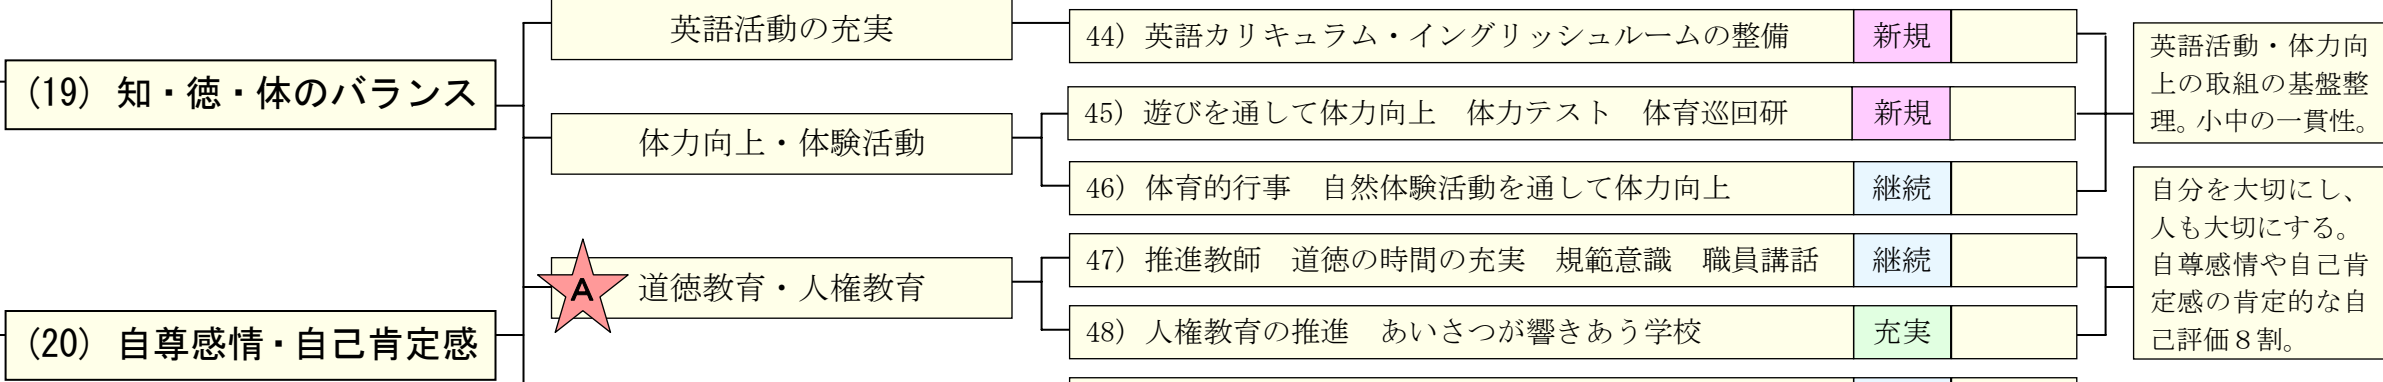 (19) 知・徳・体のバランス
(20) 自尊感情・自己肯定感
英語活動の充実
体力向上・体験活動
A 道徳教育・人権教育
44) 英語カリキュラム・イングリッシュルームの整備 新規
45) 遊びを通して体力向上　体力テスト　体育巡回研 新規
46) 体育的行事　自然体験活動を通して体力向上 継続
47) 推進教師　道徳の時間の充実　規範意識　職員講話 継続
48) 人権教育の推進　あいさつが響きあう学校 充実
英語活動・体力向
上の取組の基盤整
理。小中の一貫性。
自分を大切にし、
人も大切にする。
自尊感情や自己肯
定感の肯定的な自
己評価８割。